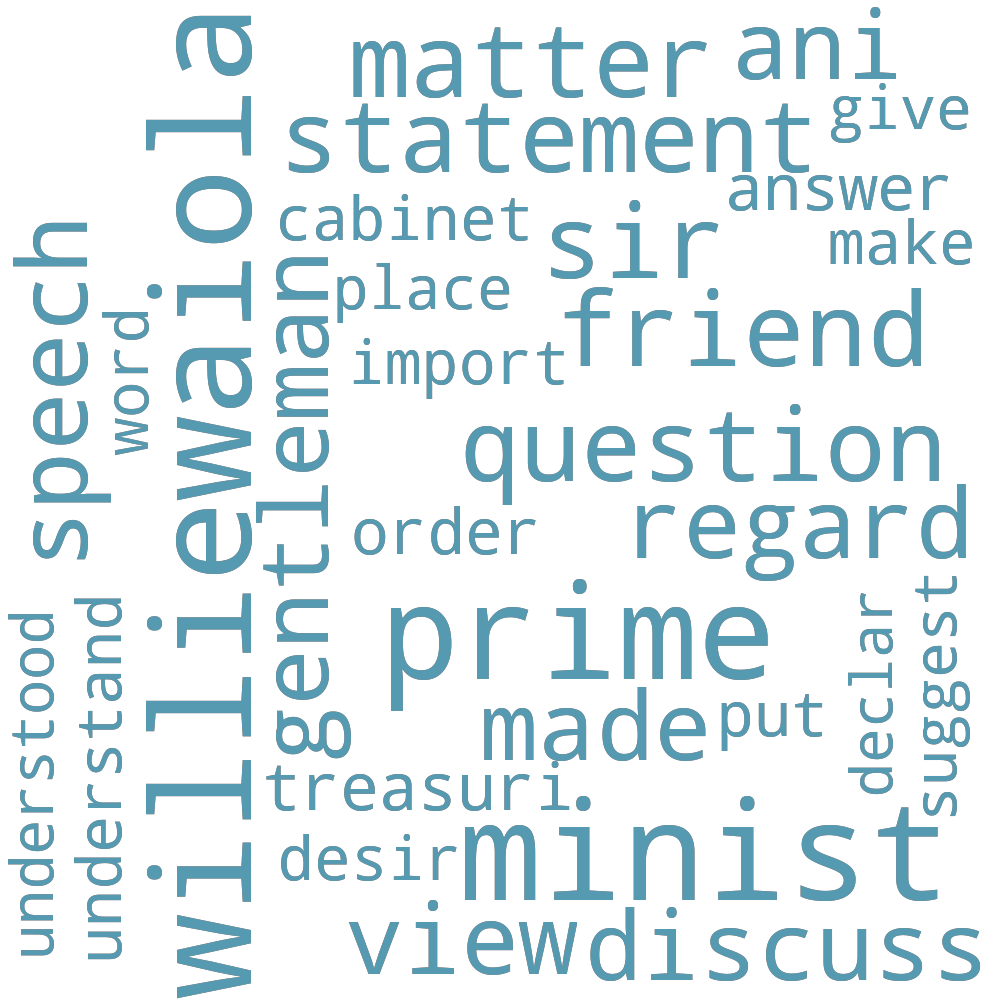 matter
ani
give
statement
answer
cabinet
sir
make
place
friend
import
speech
word
williewaiola
gentleman
question
order
regard
prime
understood
understand
made
put
declar
suggest
treasuri
desir
minist
view
discuss